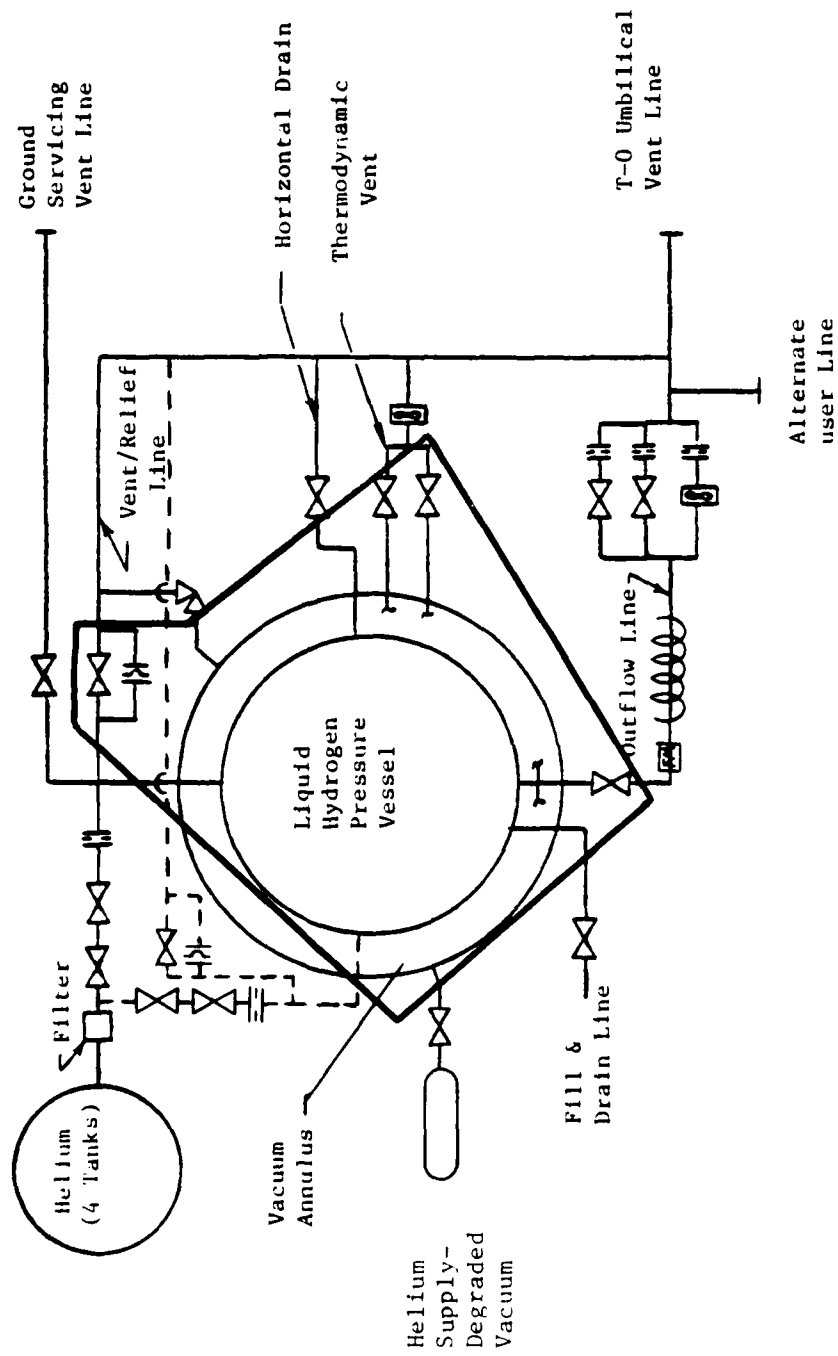 Ground
Servicing
Vent Line
Horizontal Drain
Thermodynamic
Vent
T-0 Umbilical
Vent Line
Vent/Relief
Line
Alternate
user Line
Outflow Line
Liquid
Hydrogen
Pressure
Vessel
Filter
Helium
(4 Tanks)
Vacuum
Annulus
Fill &
Drain Line
Helium
Supply-
Degraded
Vacuum